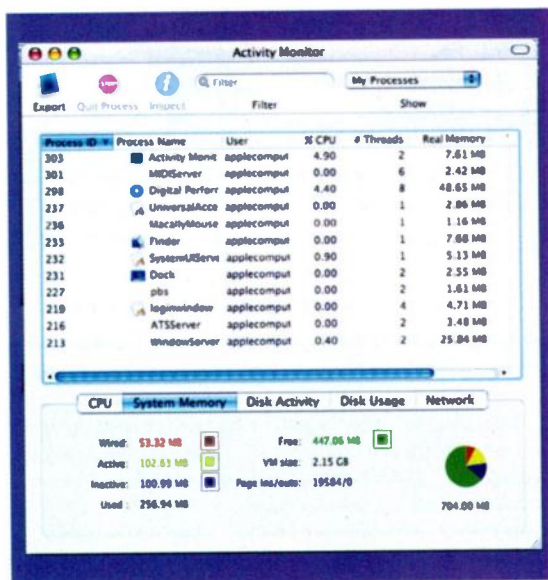 Activity Monitor
Filter
My Processes
Export Quit Process Inspect Filter Show
Process ID Process Name User % CPU # Threads Real Memory
303 Activity Monit applecomput 4.90 2 7.61 MB
301 MIDIServer applecomput 0.00 6 2.42 MB
298 Digital Perforr applecomput 4.40 8 48.65 MB
237 UniversalAcce applecomput 0.00 1 2.86 MB
236 MacallyMouse applecomput 0.00 1 1.16 MB
233 Finder applecomput 0.00 1 7.68 MB
232 SystemUIServe applecomput 0.90 1 5.13 MB
231 Dock applecomput 0.00 2 2.55 MB
227 pbs applecomput 0.00 2 1.61 MB
219 loginwindow applecomput 0.00 4 4.71 MB
216 ATSServer applecomput 0.00 2 3.48 MB
213 WindowServer applecomput 0.40 2 25.84 MB
CPU System Memory Disk Activity Disk Usage Network
Wired: 53.32 MB Free: 447.06 MB
Active: 102.63 MB VM size: 2.15 GB
Inactive: 100.99 MB Page ins/outs: 19584/0
Used: 256.94 MB 704.00 MB